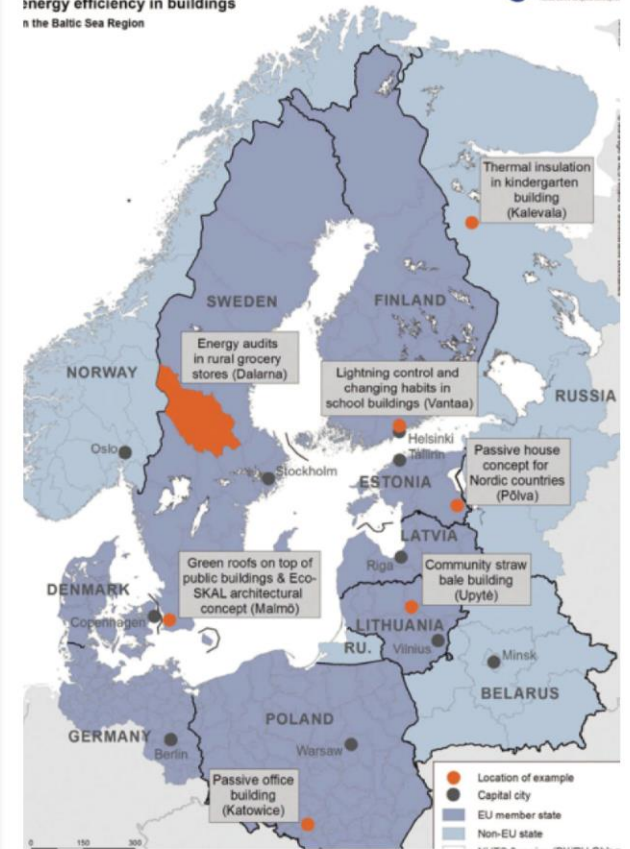 energy efficiency in buildings
n the Baltic Sea Region
Thermal insulation
in kindergarten
building
(Kalevala)
SWEDEN
FINLAND
Energy audits
in rural grocery
stores (Dalarna)
NORWAY
Lightning control and
changing habits in
school buildings (Vantaa)
RUSSIA
Oslo
Helsinki
Tallinn
Stockholm
ESTONIA
Passive house
concept for
Nordic countries
(Põlva)
LATVIA
Riga
Green roofs on top of
public buildings & Eco-
SKAL architectural
concept (Malmö)
Community straw
bale building
(Upytė)
DENMARK
Copenhagen
LITHUANIA
RU.
Vilnius
Minsk
BELARUS
POLAND
GERMANY
Berlin
Warsaw
Passive office
building
(Katowice)
Location of example
Capital city
EU member state
Non-EU state
0 150 300